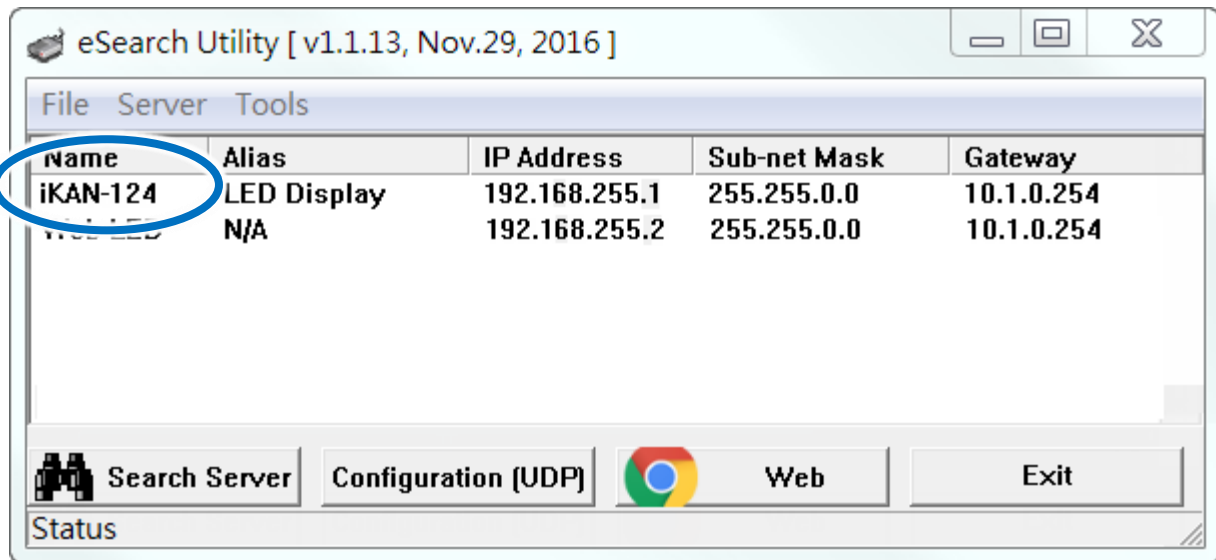 eSearch Utility [ v1.1.13, Nov.29, 2016 ]
File Server Tools
Name Alias IP Address Sub-net Mask Gateway
iKAN-124 LED Display 192.168.255.1 255.255.0.0 10.1.0.254
N/A 192.168.255.2 255.255.0.0 10.1.0.254
Search Server Configuration (UDP) Web Exit
Status